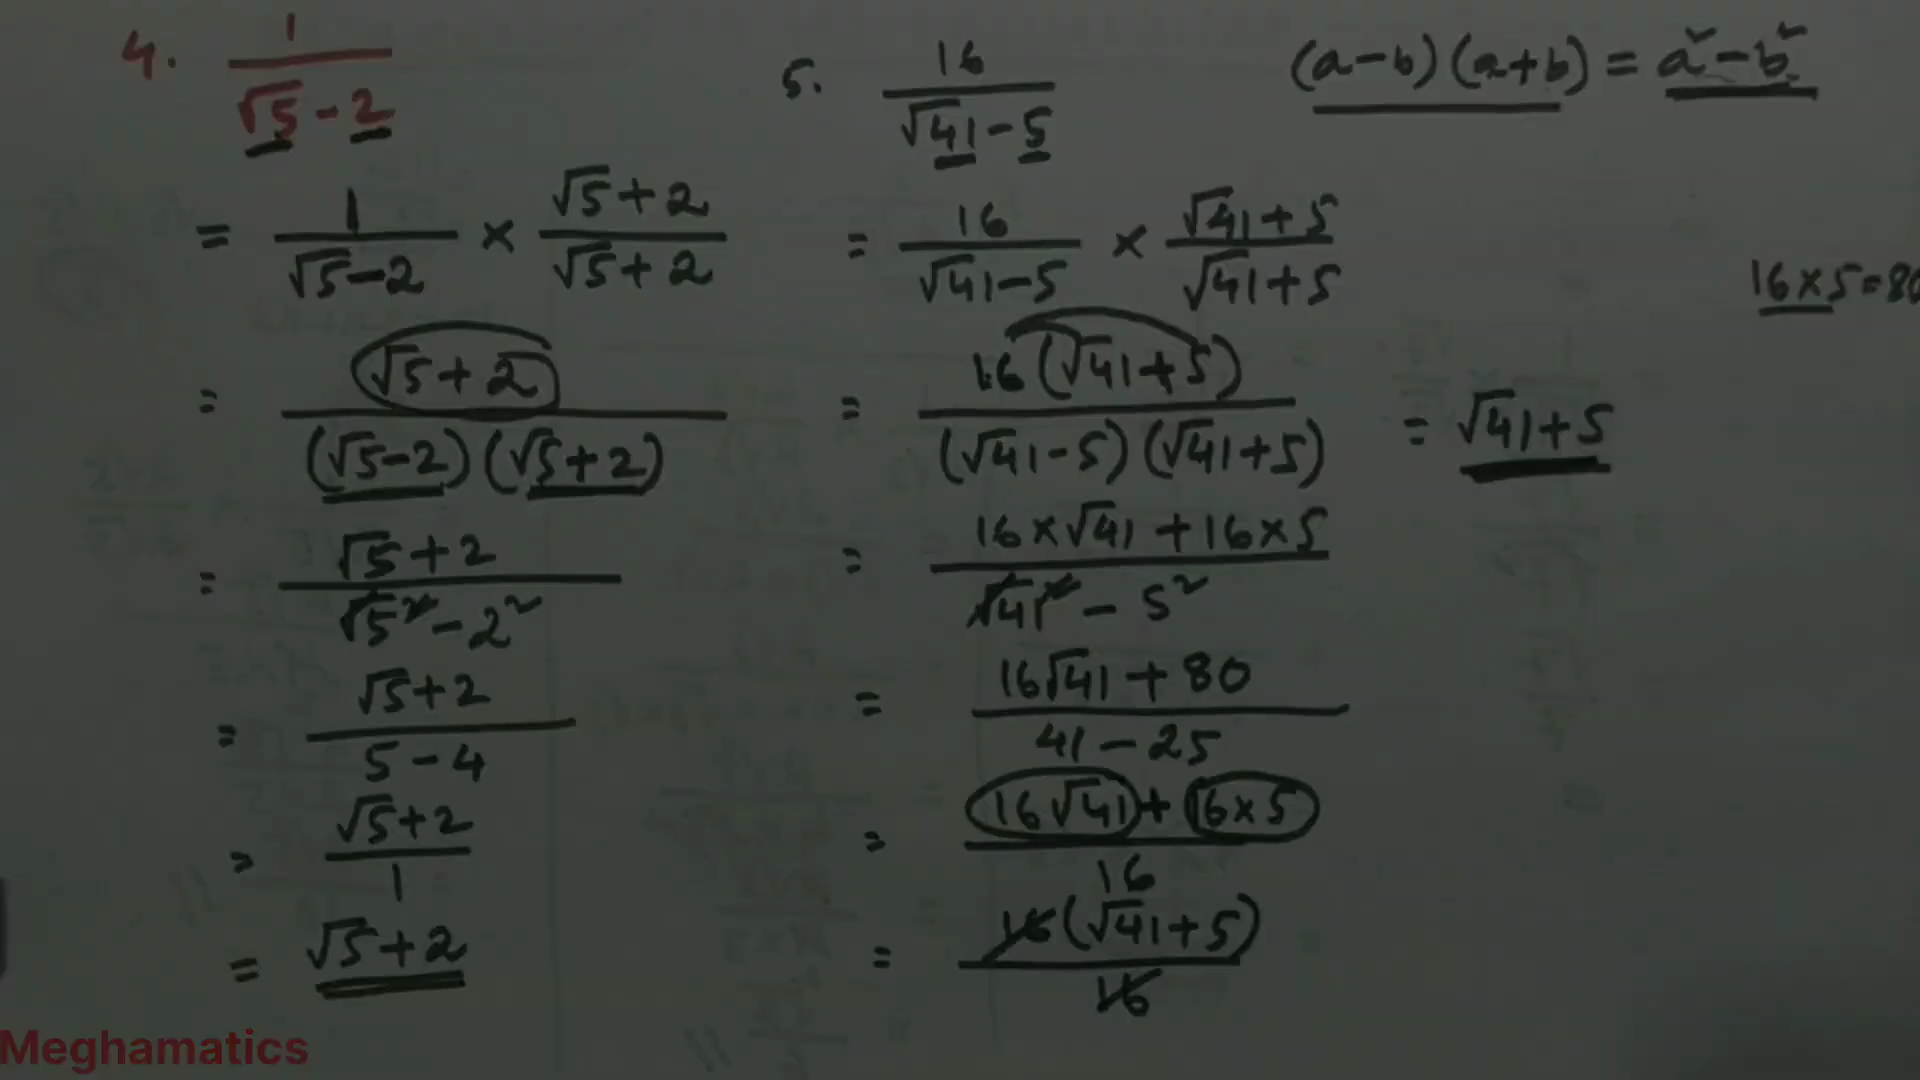 4. 1/(√5 - 2)
= 1/(√5-2) × (√5+2)/(√5+2)
= (√5+2)/((√5-2)(√5+2))
= (√5+2)/(√5² - 2²)
= (√5+2)/(5-4)
= (√5+2)/1
= √5+2
5. 16/(√41-5)
= 16/(√41-5) × (√41+5)/(√41+5)
= 16(√41+5)/((√41-5)(√41+5))
= (16×√41+16×5)/(√41² - 5²)
= (16√41+80)/(41-25)
= (16√41+16×5)/16
= 16(√41+5)/16
= √41+5
(a-b)(a+b) = a²-b²
16×5=80
Meghamatics